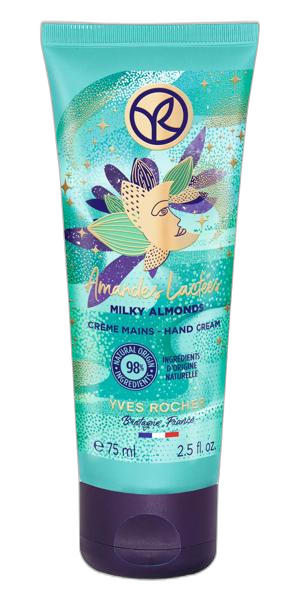 Amandes Lactées
MILKY ALMONDS
CRÈME MAINS - HAND CREAM
NATURAL ORIGIN
98%
INGREDIENTS
INGRÉDIENTS
D'ORIGINE
NATURELLE
YVES ROCHER
Bretagne, France
℮ 75 ml 2.5 fl. oz.